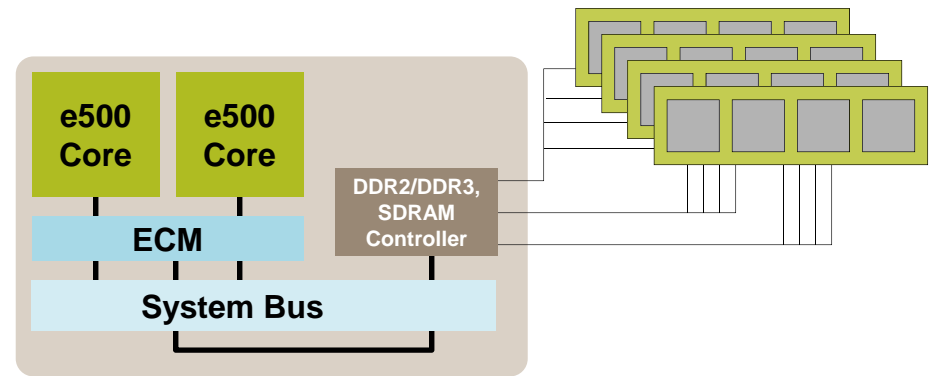 e500
Core
e500
Core
DDR2/DDR3,
SDRAM
Controller
ECM
System Bus